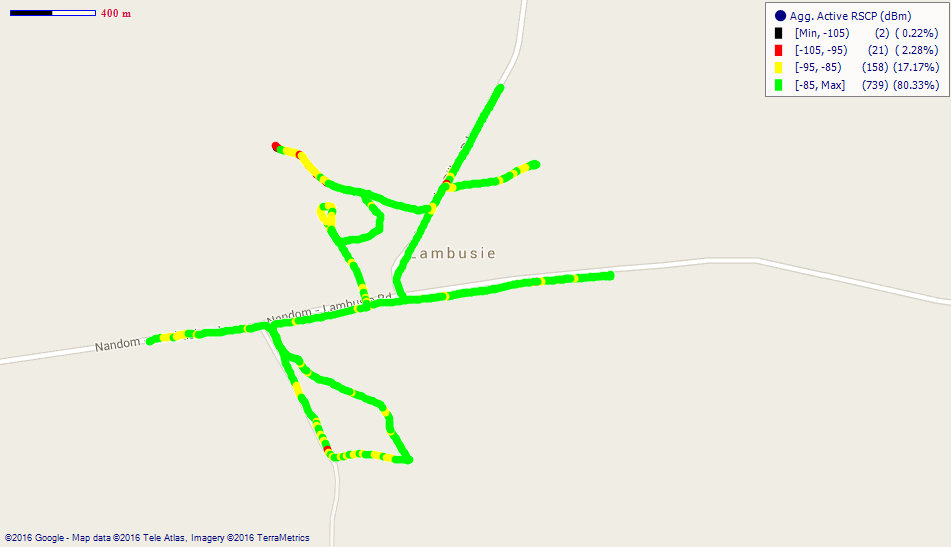 400 m
Agg. Active RSCP (dBm)
[Min, -105) (2) ( 0.22%)
[-105, -95) (21) ( 2.28%)
[-95, -85) (158) (17.17%)
[-85, Max] (739) (80.33%)
Lambusie
Nandom - Lambusie Rd
Nandom
©2016 Google - Map data ©2016 Tele Atlas, Imagery ©2016 TerraMetrics